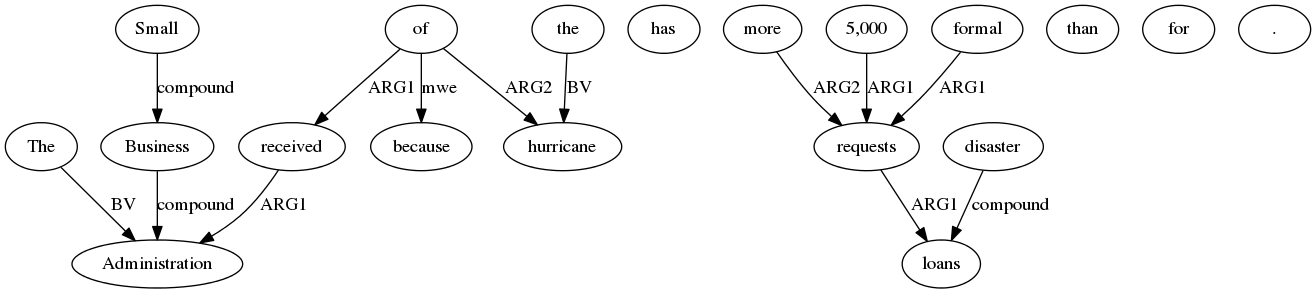 Small of the has more 5,000 formal than for .
compound ARG1 mwe ARG2 BV ARG2 ARG1 ARG1
The Business received because hurricane requests disaster
BV compound ARG1 ARG1 compound
Administration loans